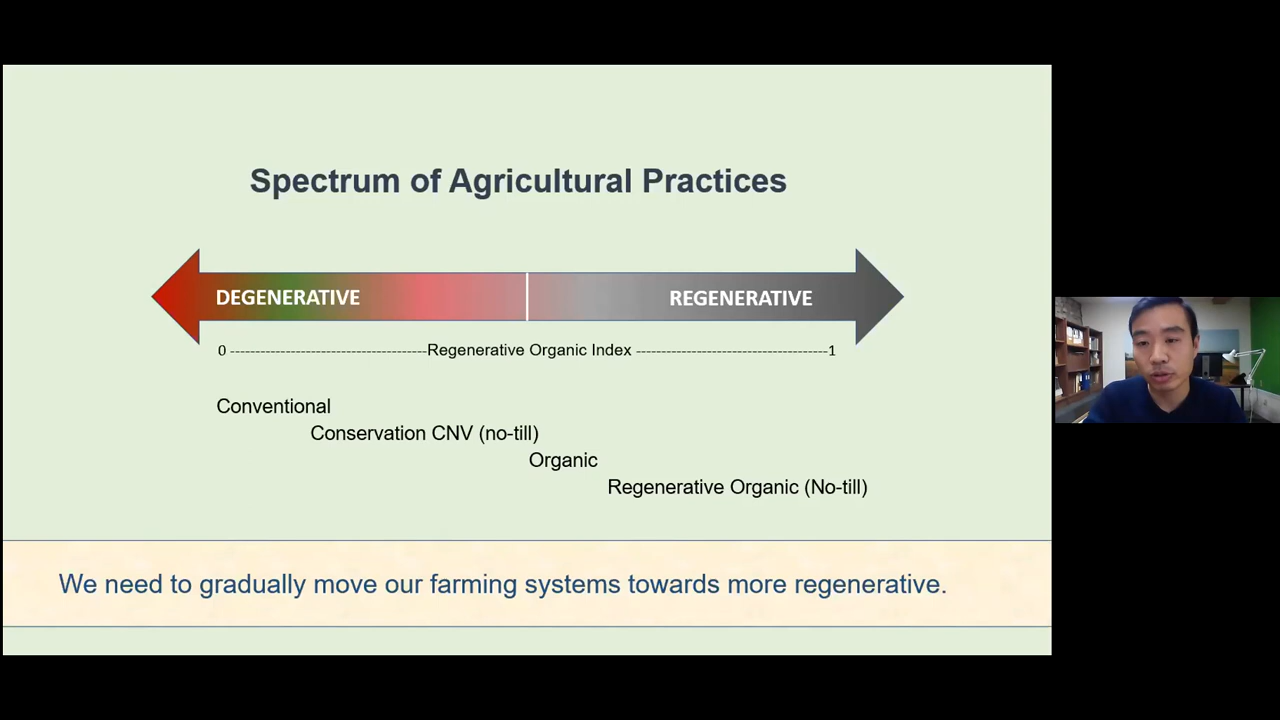 Spectrum of Agricultural Practices
DEGENERATIVE
REGENERATIVE
0 ---------------------------------------Regenerative Organic Index --------------------------------------1
Conventional
Conservation CNV (no-till)
Organic
Regenerative Organic (No-till)
We need to gradually move our farming systems towards more regenerative.